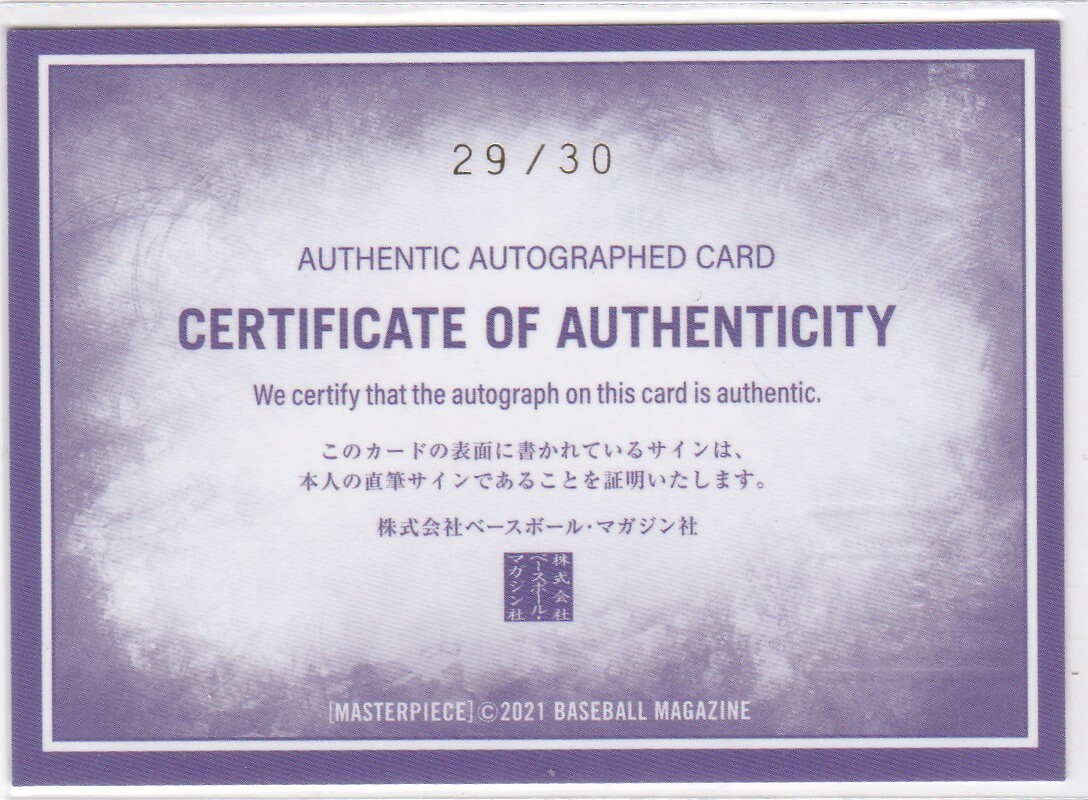 29/30
AUTHENTIC AUTOGRAPHED CARD
CERTIFICATE OF AUTHENTICITY
We certify that the autograph on this card is authentic.
このカードの表面に書かれているサインは、
本人の直筆サインであることを証明いたします。
株式会社ベースボール・マガジン社
株式会社
ベースボール・
マガジン社
[MASTERPIECE]©2021 BASEBALL MAGAZINE